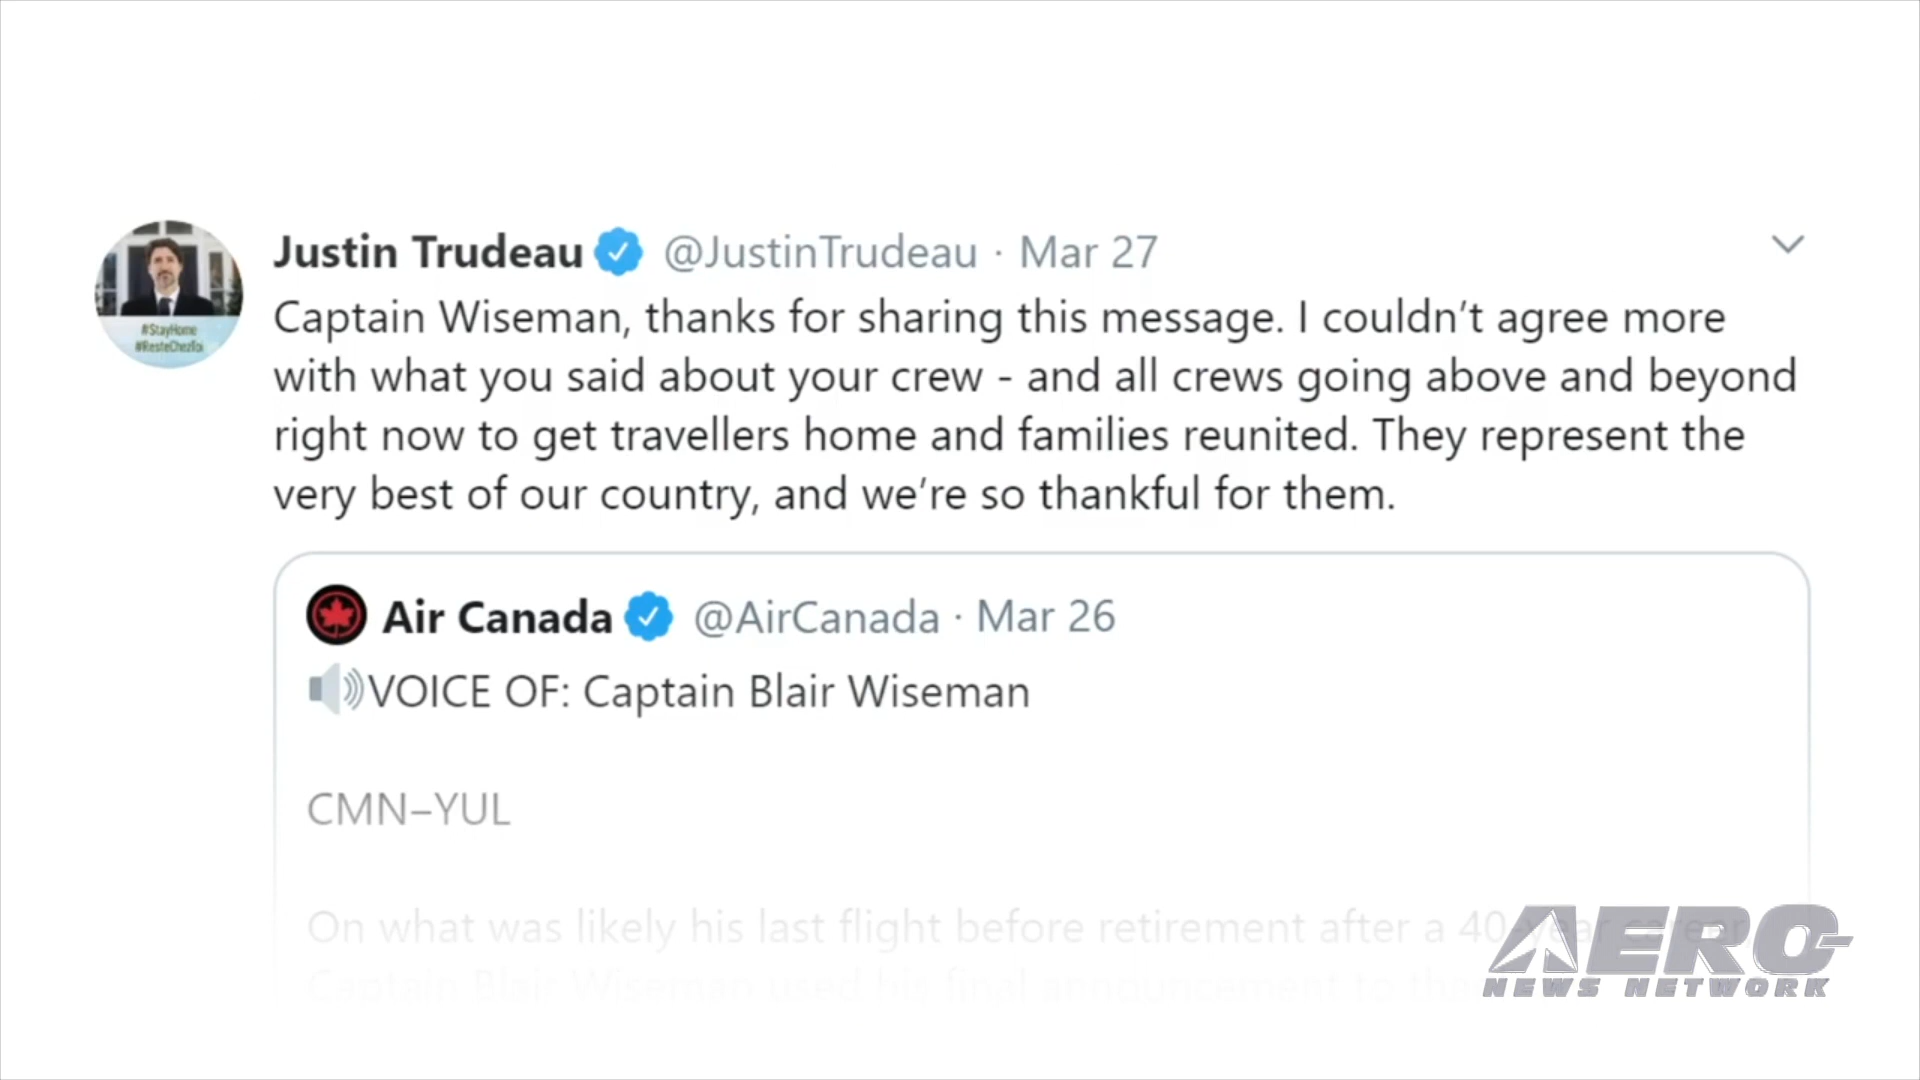 Justin Trudeau @JustinTrudeau · Mar 27
#StayHome
#ResteChezToi
Captain Wiseman, thanks for sharing this message. I couldn’t agree more
with what you said about your crew - and all crews going above and beyond
right now to get travellers home and families reunited. They represent the
very best of our country, and we’re so thankful for them.
Air Canada @AirCanada · Mar 26
VOICE OF: Captain Blair Wiseman
CMN–YUL
On what was likely his last flight before retirement after a 40-year career
Captain Blair Wiseman used his final announcement to
AERO-
NEWS NETWORK